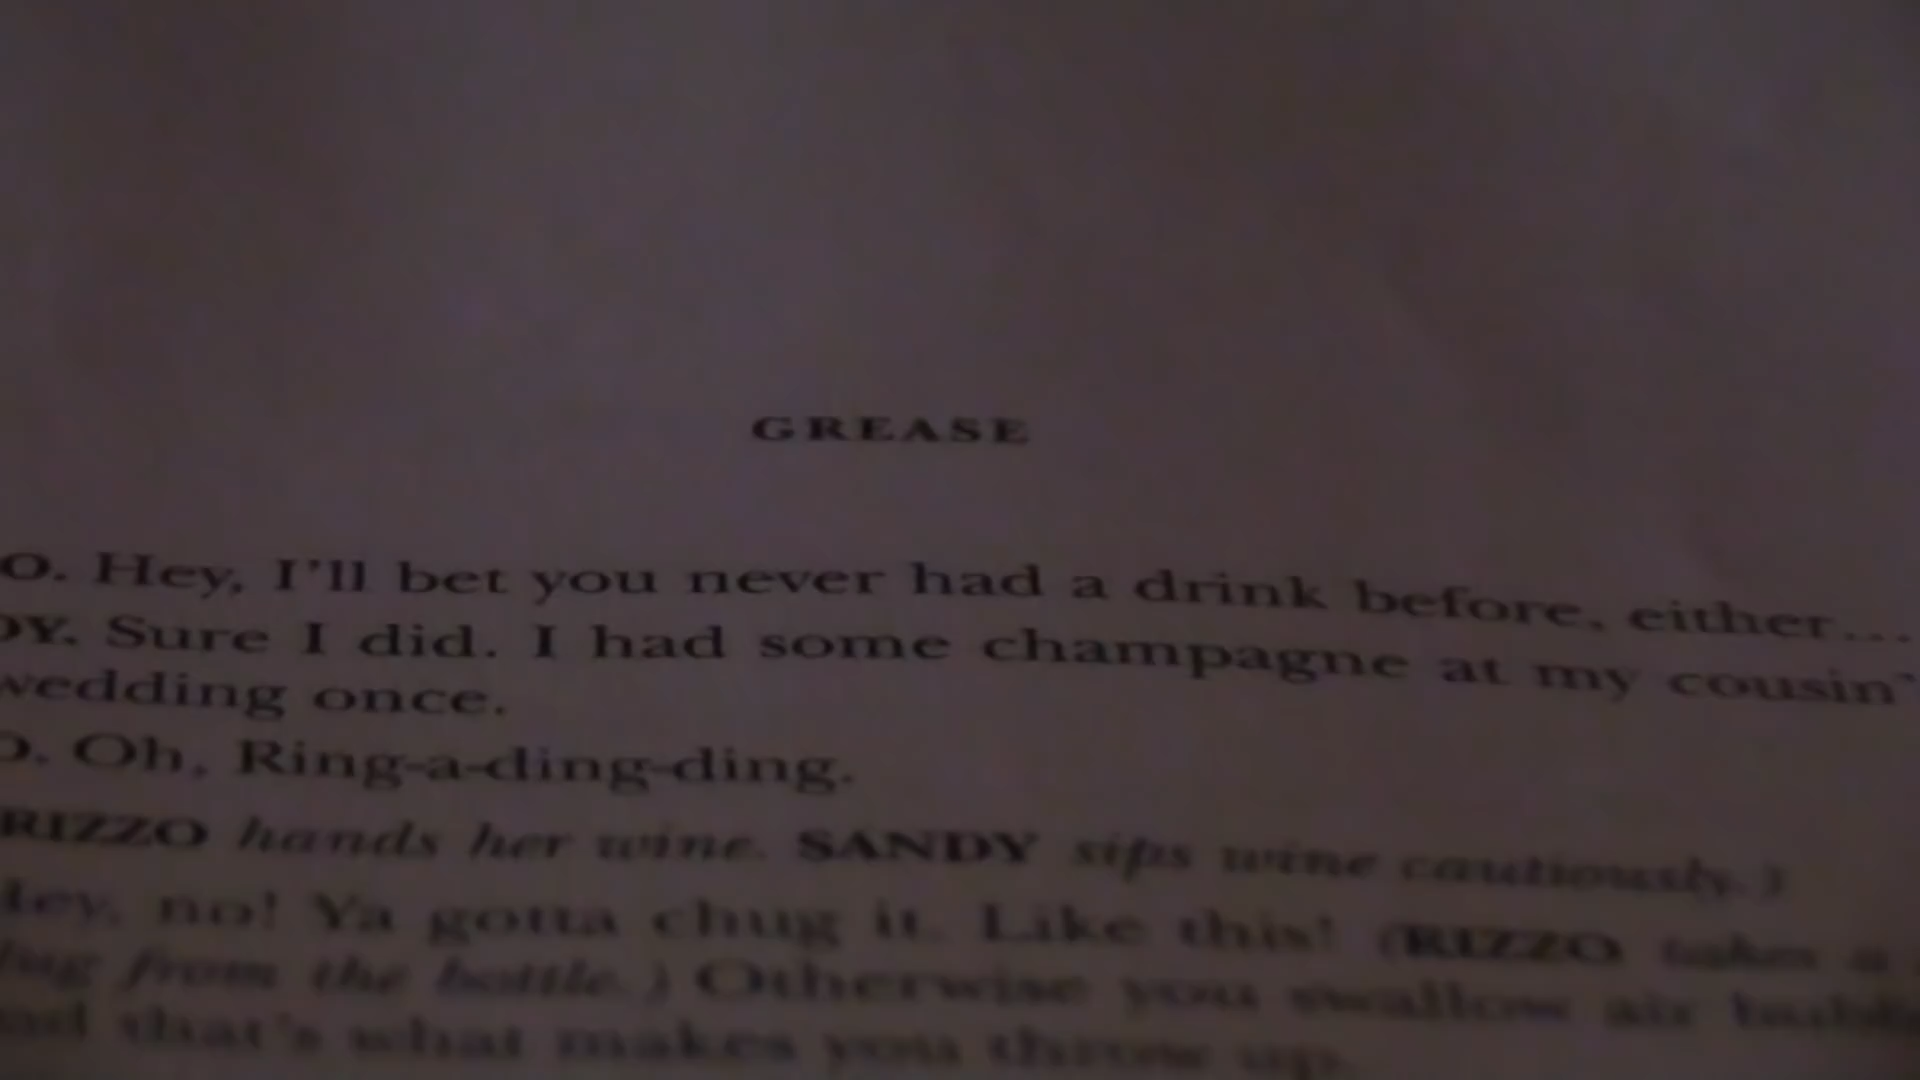 GREASE
O. Hey, I'll bet you never had a drink before, either...
DY. Sure I did. I had some champagne at my cousin'
wedding once.
O. Oh, Ring-a-ding-ding.
RIZZO hands her wine. SANDY sips wine cautiously.)
Hey, no! Ya gotta chug it. Like this! (RIZZO takes a
from the bottle.) Otherwise you swallow air
that's what makes you throw up.